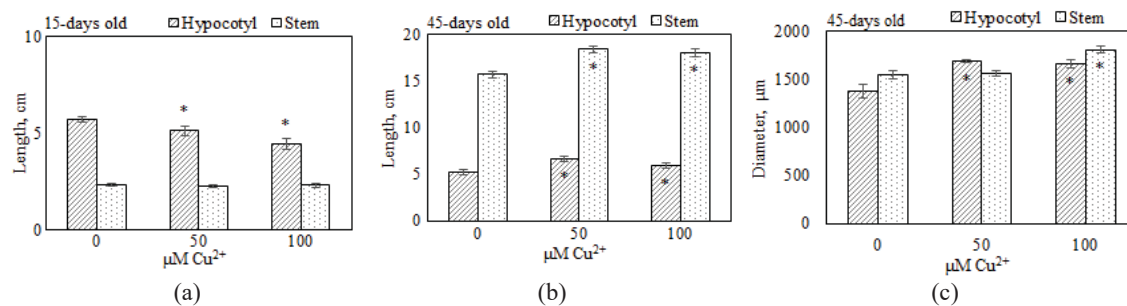 15-days old Hypocotyl Stem
10
5
0
Length, cm
* *
0 50 100
µM Cu²⁺
(a)
45-days old Hypocotyl Stem
20
15
10
5
0
Length, cm
* * * *
0 50 100
µM Cu²⁺
(b)
45-days old Hypocotyl Stem
2000
1500
1000
500
0
Diameter, µm
* * *
0 50 100
µM Cu²⁺
(c)